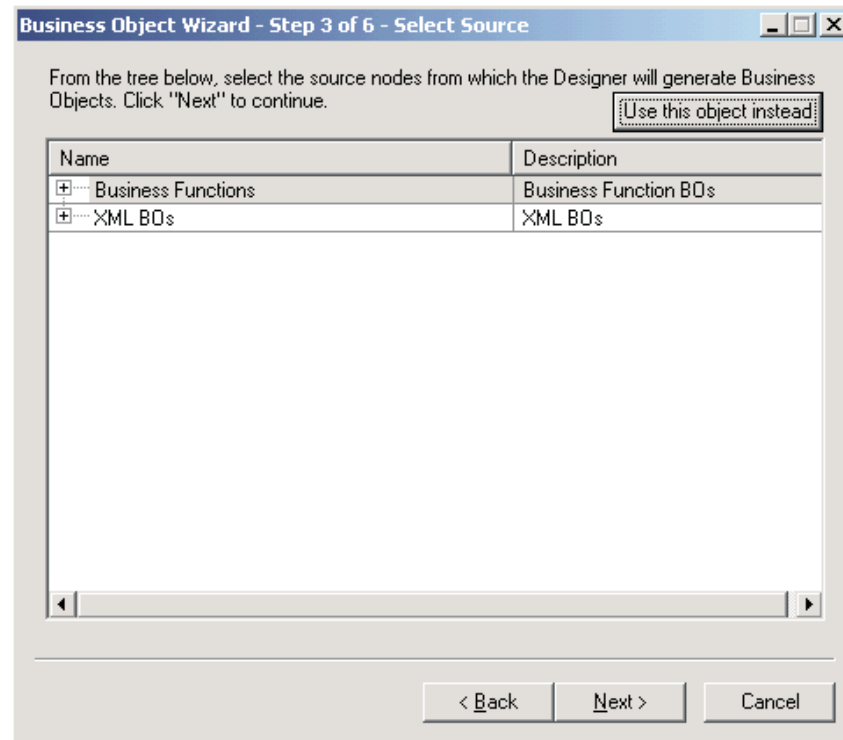 Business Object Wizard - Step 3 of 6 - Select Source
From the tree below, select the source nodes from which the Designer will generate Business
Objects. Click "Next" to continue.
Use this object instead
Name Description
Business Functions Business Function BOs
XML BOs XML BOs
< Back Next > Cancel